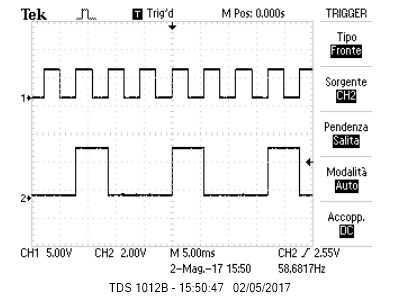 Tek T Trig'd M Pos: 0.000s TRIGGER
Tipo
Fronte
Sorgente
CH2
Pendenza
Salita
Modalità
Auto
Accopp.
DC
1
2
CH1 5.00V CH2 2.00V M 5.00ms CH2 2.55V
2-Mag.-17 15:50 58.6817Hz
TDS 1012B - 15:50:47 02/05/2017